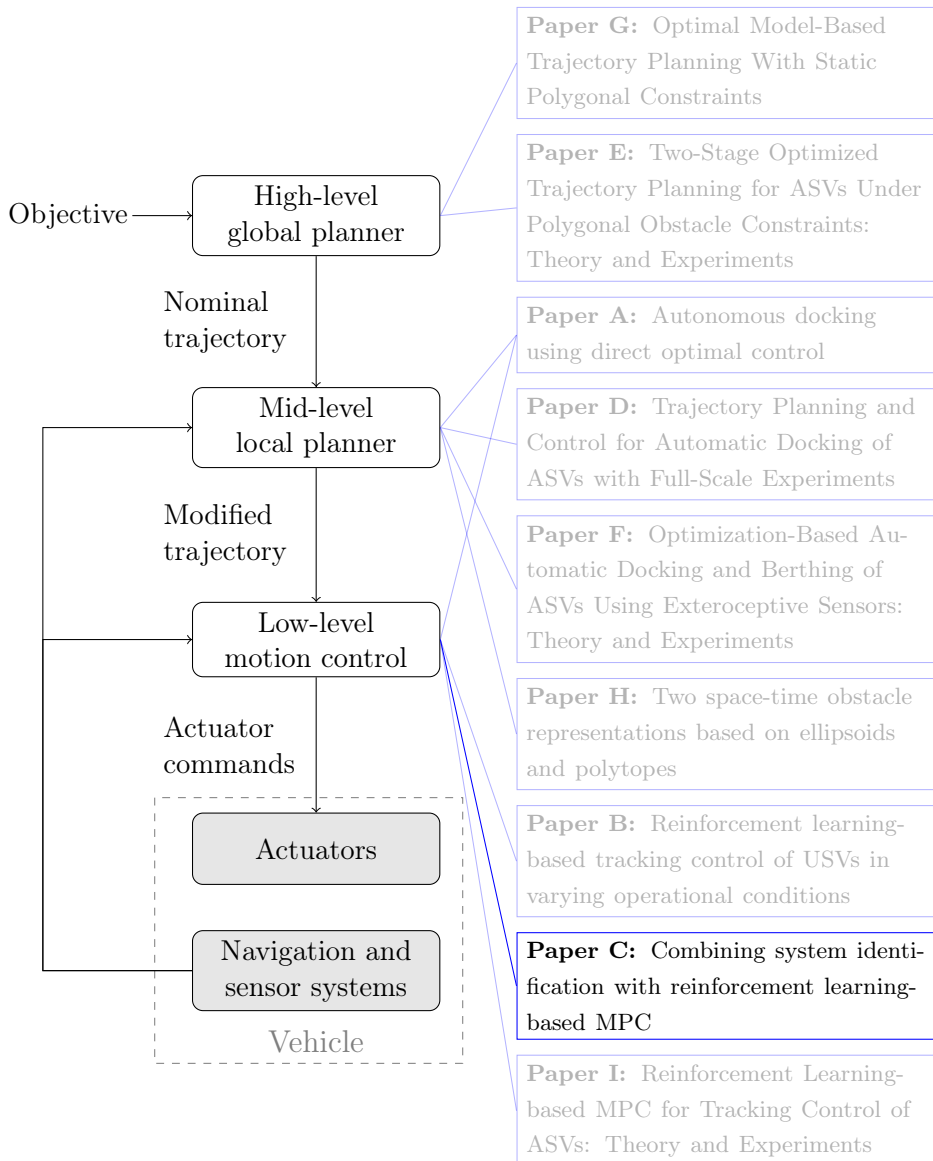 Objective
High-level
global planner
Nominal
trajectory
Mid-level
local planner
Modified
trajectory
Low-level
motion control
Actuator
commands
Actuators
Navigation and
sensor systems
Vehicle
Paper G: Optimal Model-Based
Trajectory Planning With Static
Polygonal Constraints
Paper E: Two-Stage Optimized
Trajectory Planning for ASVs Under
Polygonal Obstacle Constraints:
Theory and Experiments
Paper A: Autonomous docking
using direct optimal control
Paper D: Trajectory Planning and
Control for Automatic Docking of
ASVs with Full-Scale Experiments
Paper F: Optimization-Based Au-
tomatic Docking and Berthing of
ASVs Using Exteroceptive Sensors:
Theory and Experiments
Paper H: Two space-time obstacle
representations based on ellipsoids
and polytopes
Paper B: Reinforcement learning-
based tracking control of USVs in
varying operational conditions
Paper C: Combining system identi-
fication with reinforcement learning-
based MPC
Paper I: Reinforcement Learning-
based MPC for Tracking Control of
ASVs: Theory and Experiments